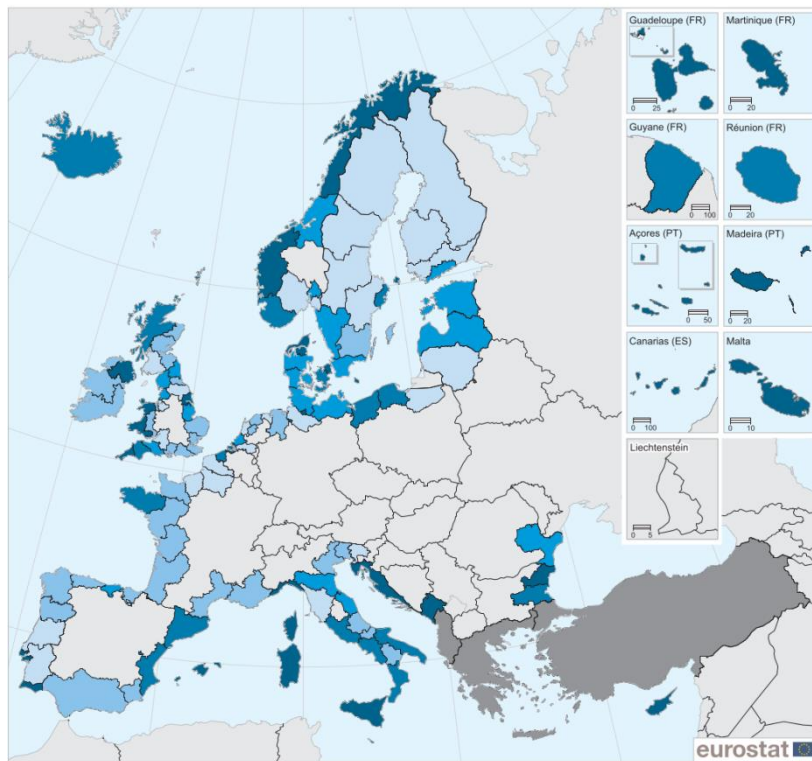 Guadeloupe (FR)
0 25
Martinique (FR)
0 20
Guyane (FR)
0 100
Réunion (FR)
0 20
Açores (PT)
0 50
Madeira (PT)
0 20
Canarias (ES)
0 100
Malta
0 10
Liechtenstein
0 5
eurostat